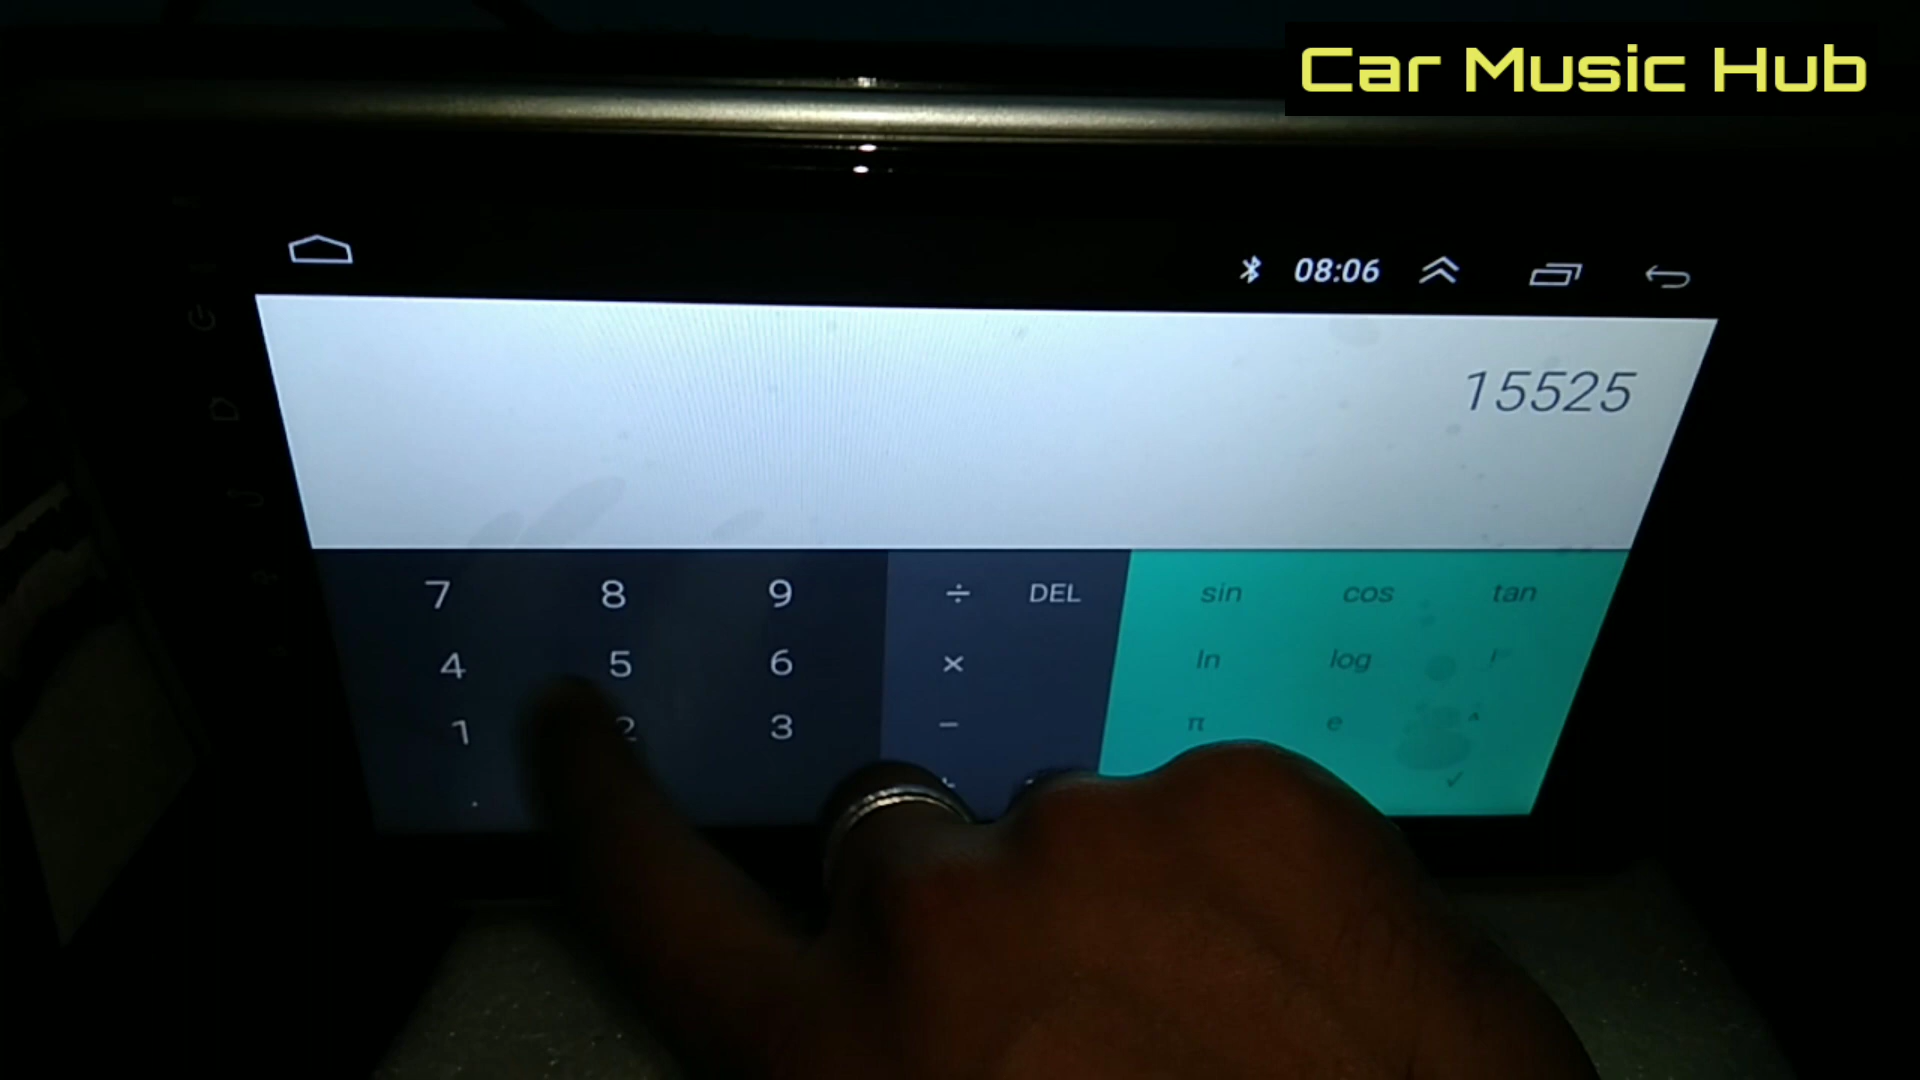 Car Music Hub
08:06
15525
7 8 9 ÷ DEL sin cos tan
4 5 6 × ln log !
1 2 3 − π e ^
. + √